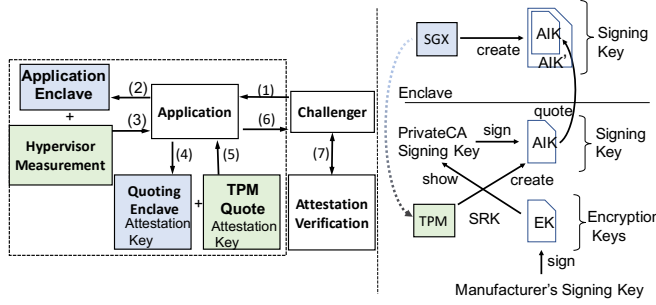 Application
Enclave
+
Hypervisor
Measurement
(2)
(3)
Application
(1)
(6)
Challenger
(4)
(5)
(7)
Quoting
Enclave
Attestation
Key
+
TPM
Quote
Attestation
Key
Attestation
Verification
SGX
create
AIK
AIK'
Signing
Key
Enclave
quote
PrivateCA
Signing Key
sign
AIK
Signing
Key
show
create
TPM
SRK
EK
Encryption
Keys
sign
Manufacturer's Signing Key